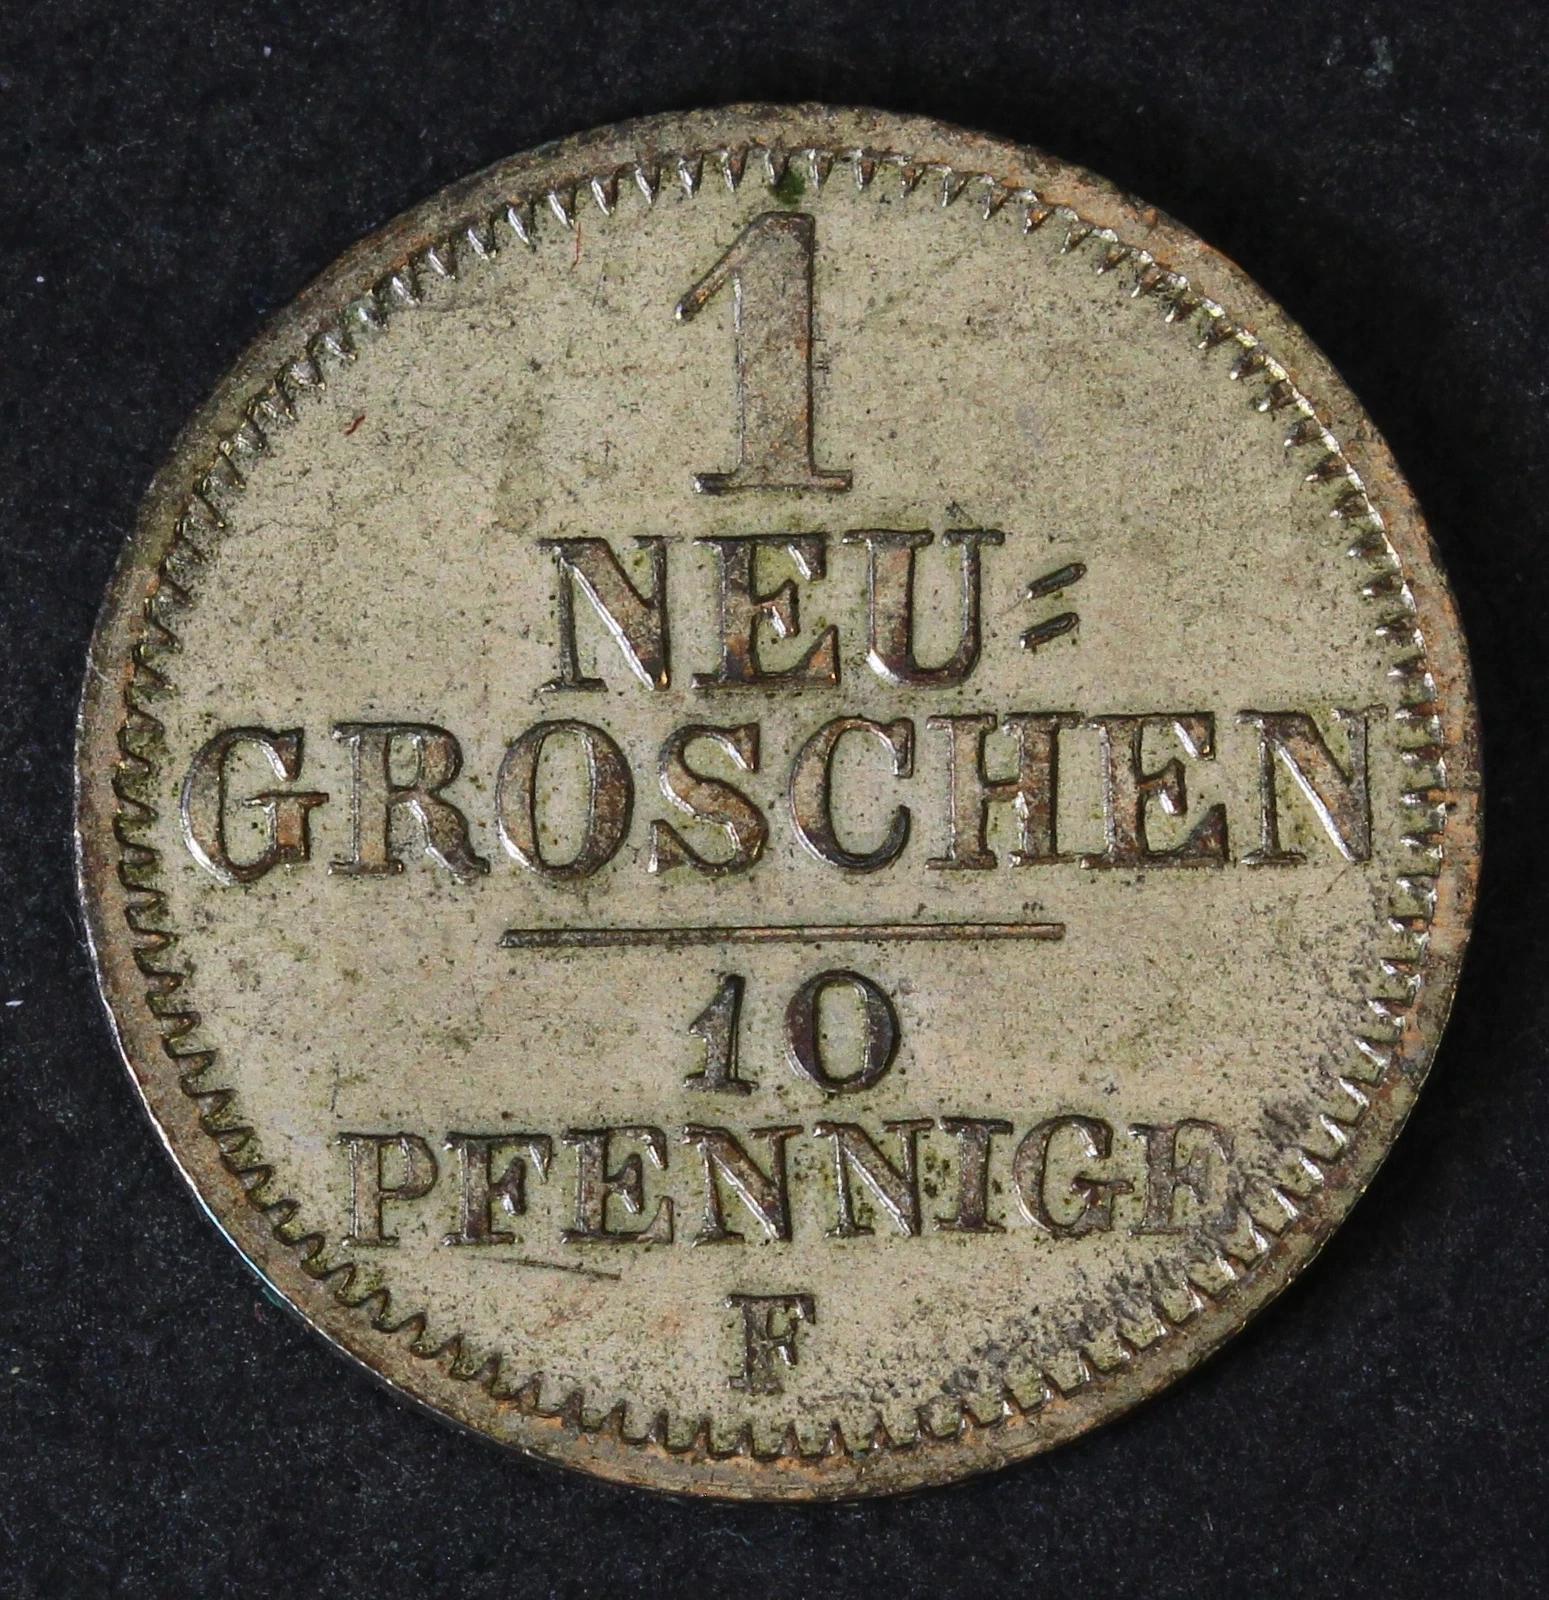 1
NEU=
GROSCHEN
10
PFENNIGE
F